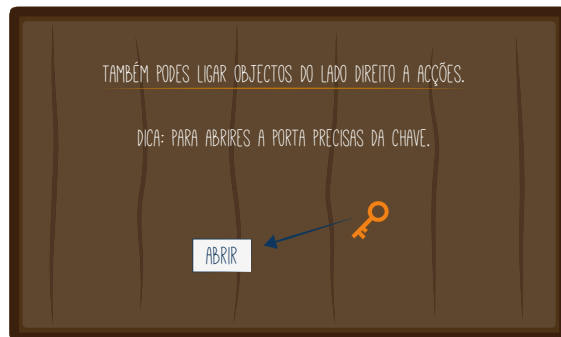 TAMBÉM PODES LIGAR OBJECTOS DO LADO DIREITO A ACÇÕES.
DICA: PARA ABRIRES A PORTA PRECISAS DA CHAVE.
ABRIR